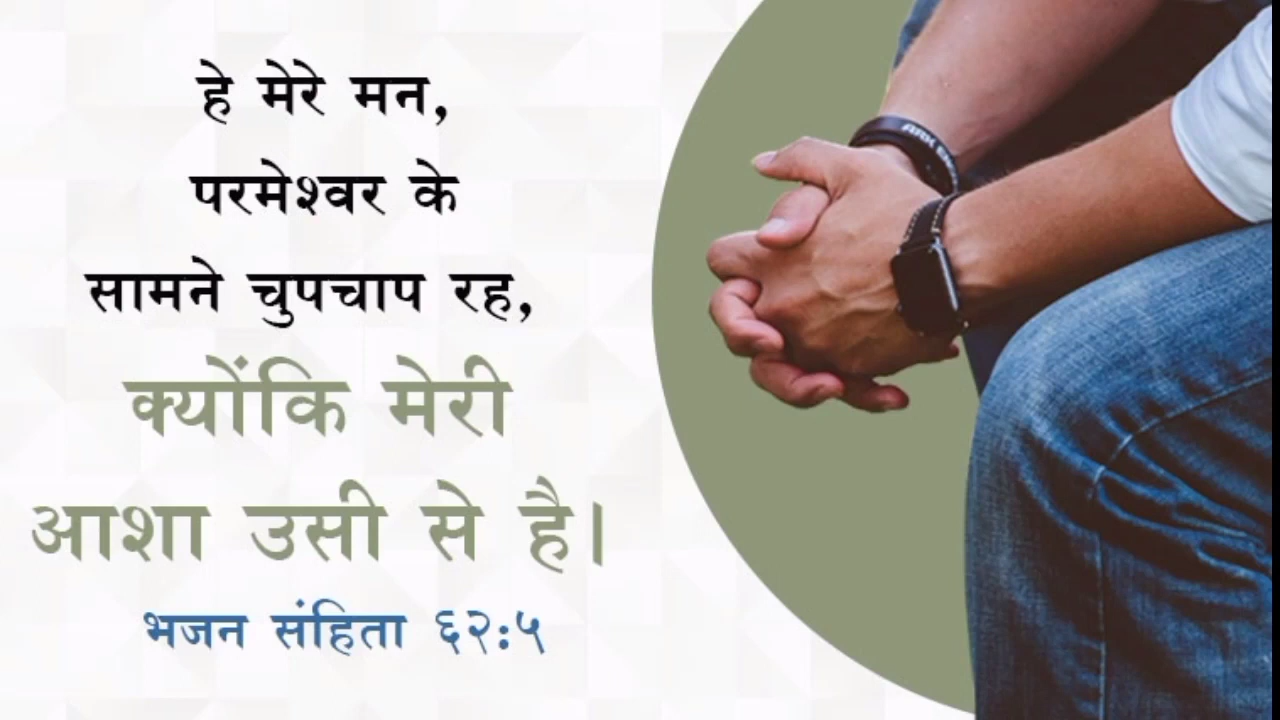 हे मेरे मन,
परमेश्वर के
सामने चुपचाप रह,
क्योंकि मेरी
आशा उसी से है।
भजन संहिता ६२:५